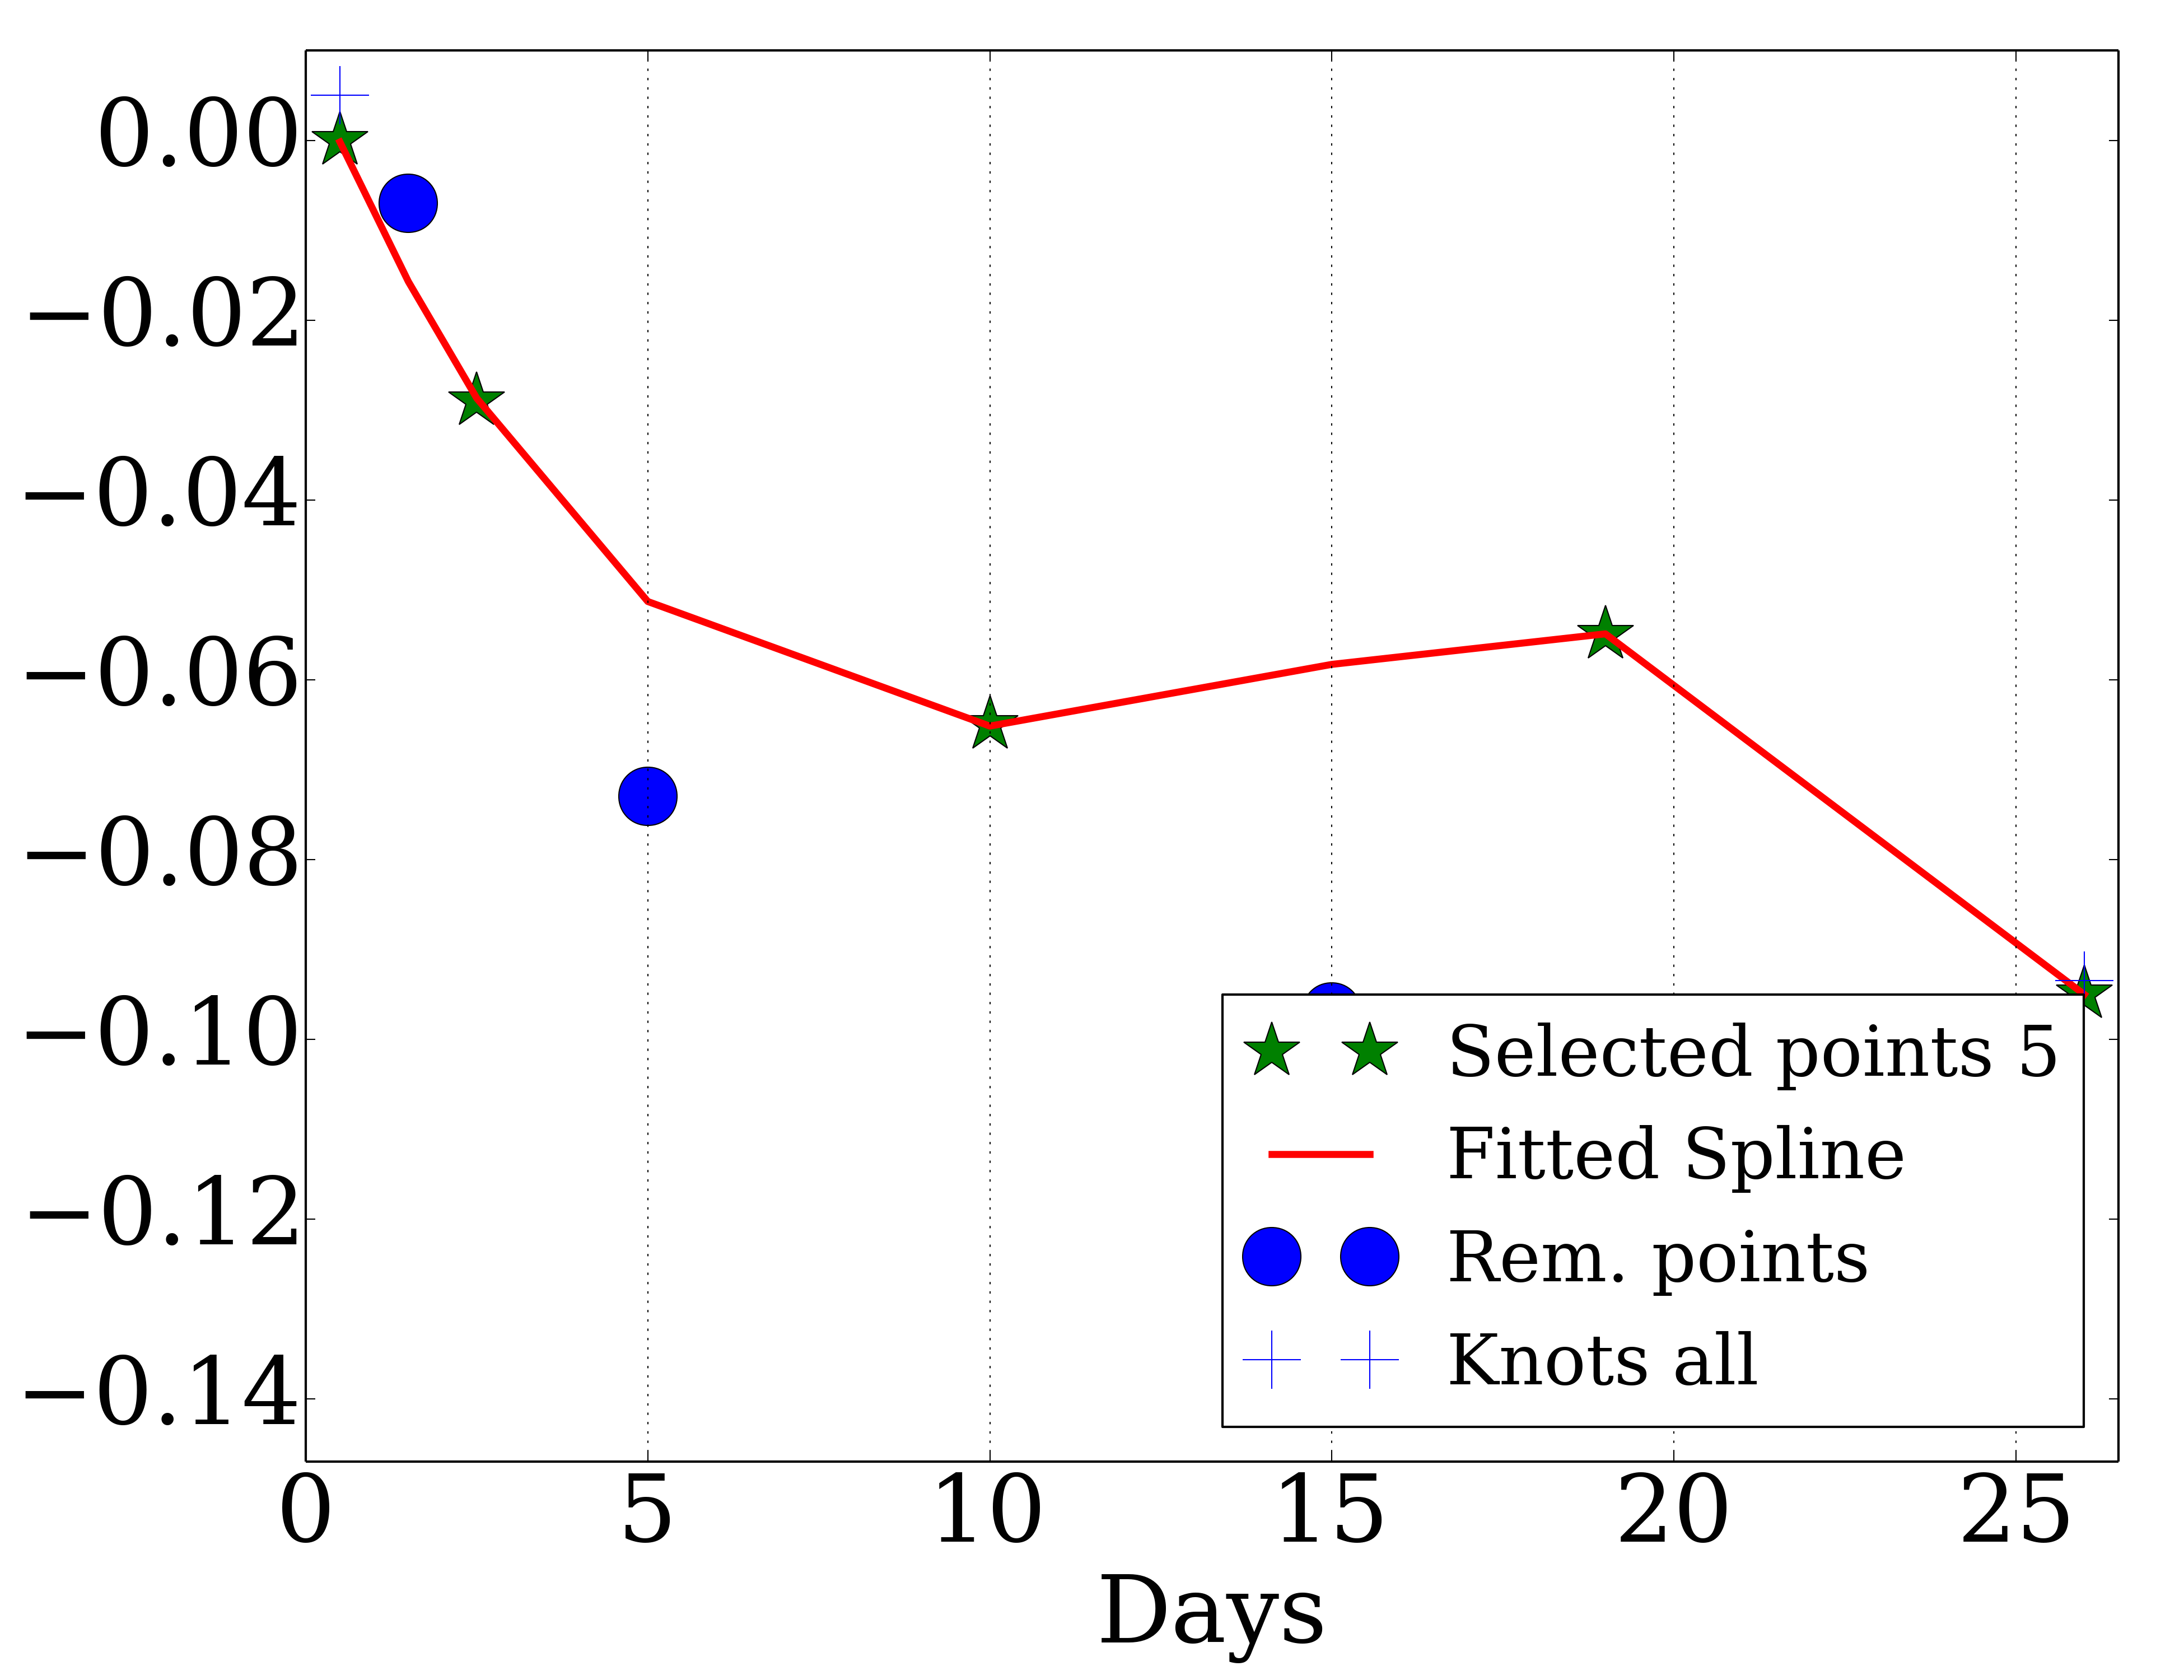 0.00
−0.02
−0.04
−0.06
−0.08
−0.10
−0.12
−0.14
Selected points 5
Fitted Spline
Rem. points
Knots all
0 5 10 15 20 25
Days